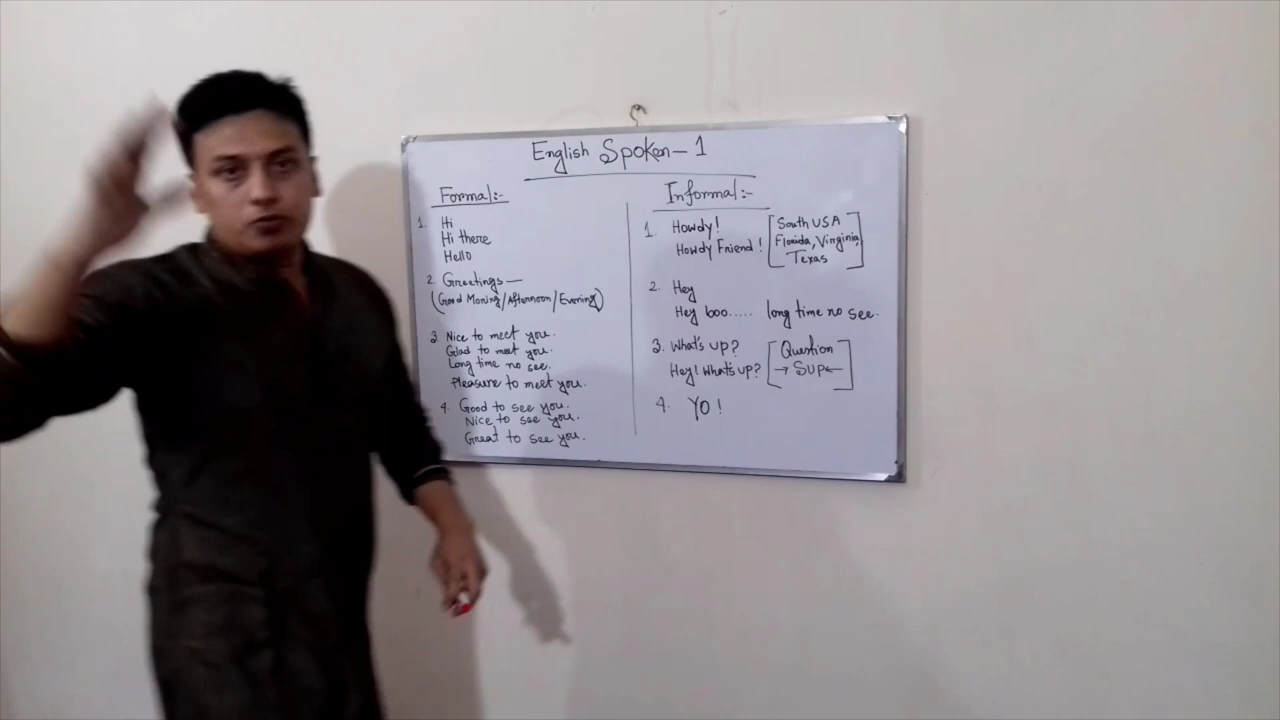 English Spoken-1
Formal:-
1. Hi
Hi there
Hello
2. Greetings—
(Good Morning/Afternoon/Evening)
3. Nice to meet you.
Glad to meet you.
Long time no see.
Pleasure to meet you.
4. Good to see you.
Nice to see you.
Great to see you.
Informal:-
1. Howdy!
Howdy Friend!
[South USA
Florida, Virginia,
Texas]
2. Hey
Hey boo..... long time no see.
3. What's up?
Hey! What's up?
[Question
→ Sup ←]
4. YO!